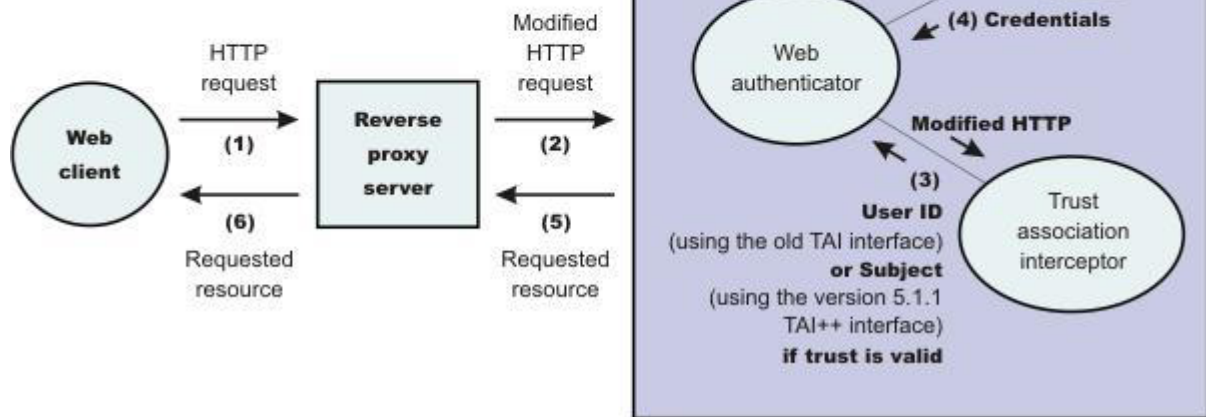 Web
client
HTTP
request
(1)
(6)
Requested
resource
Reverse
proxy
server
Modified
HTTP
request
(2)
(5)
Requested
resource
Web
authenticator
(4) Credentials
Modified HTTP
(3)
User ID
(using the old TAI interface)
or Subject
(using the version 5.1.1
TAI++ interface)
if trust is valid
Trust
association
interceptor